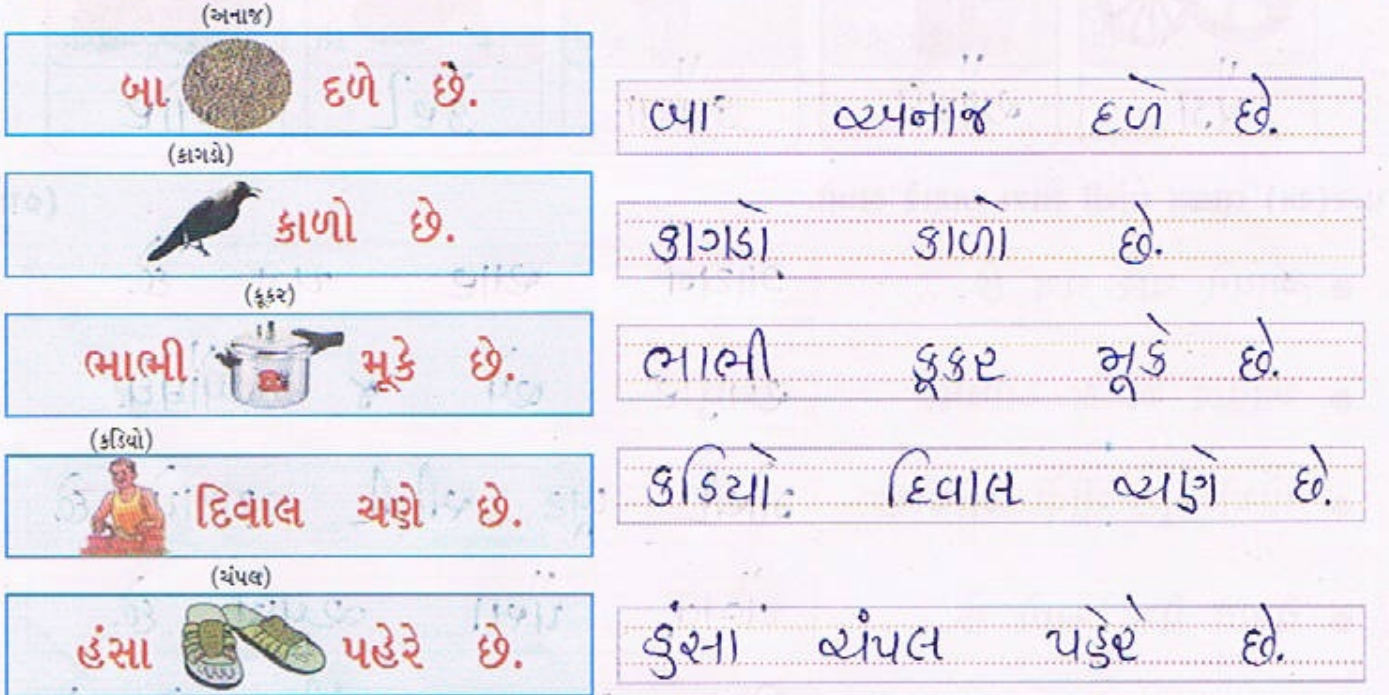 (અનાજ)
બા દળે છે. બા અનાજ દળે છે.
(કાગડો)
કાળો છે. કાગડો કાળો છે.
(કૂકર)
ભાભી મૂકે છે. ભાભી કૂકર મૂકે છે.
(કડિયો)
દિવાલ ચણે છે. કડિયો દિવાલ ચણે છે.
(ચંપલ)
હંસા પહેરે છે. હંસા ચંપલ પહેરે છે.